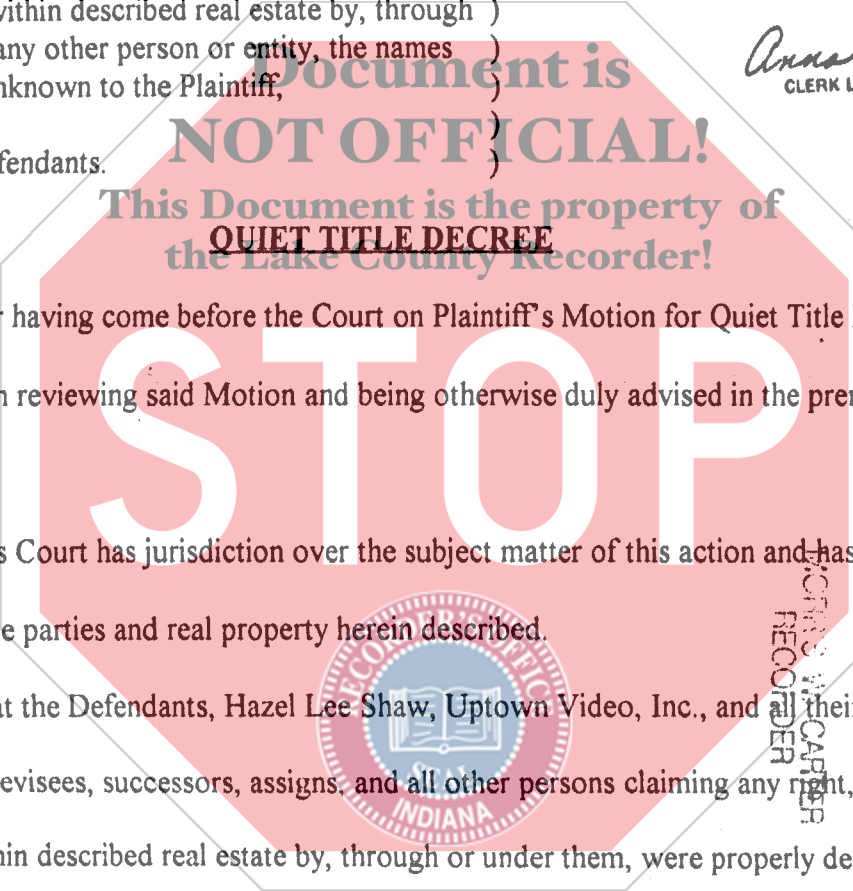 within described real estate by, through )
any other person or entity, the names )
nknown to the Plaintiff, )
)
fendants. )
Document is
NOT OFFICIAL!
This Document is the property of
the Lake County Recorder!
QUIET TITLE DECREE
CLERK L
r having come before the Court on Plaintiff's Motion for Quiet Title
n reviewing said Motion and being otherwise duly advised in the pre
STOP
s Court has jurisdiction over the subject matter of this action and has
e parties and real property herein described.
at the Defendants, Hazel Lee Shaw, Uptown Video, Inc., and all thei
evisees, successors, assigns, and all other persons claiming any right,
hin described real estate by, through or under them, were properly de
RECORDER'S OFFICE
SEAL
INDIANA
CARTER
RECORDER